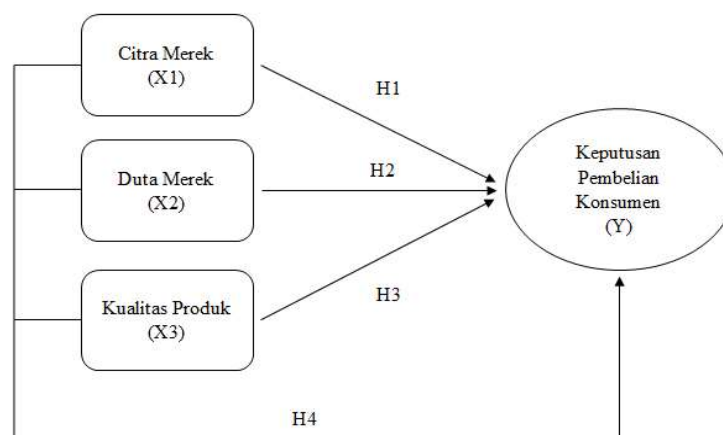 Citra Merek
(X1)
H1
Duta Merek
(X2)
H2
Keputusan
Pembelian
Konsumen
(Y)
Kualitas Produk
(X3)
H3
H4